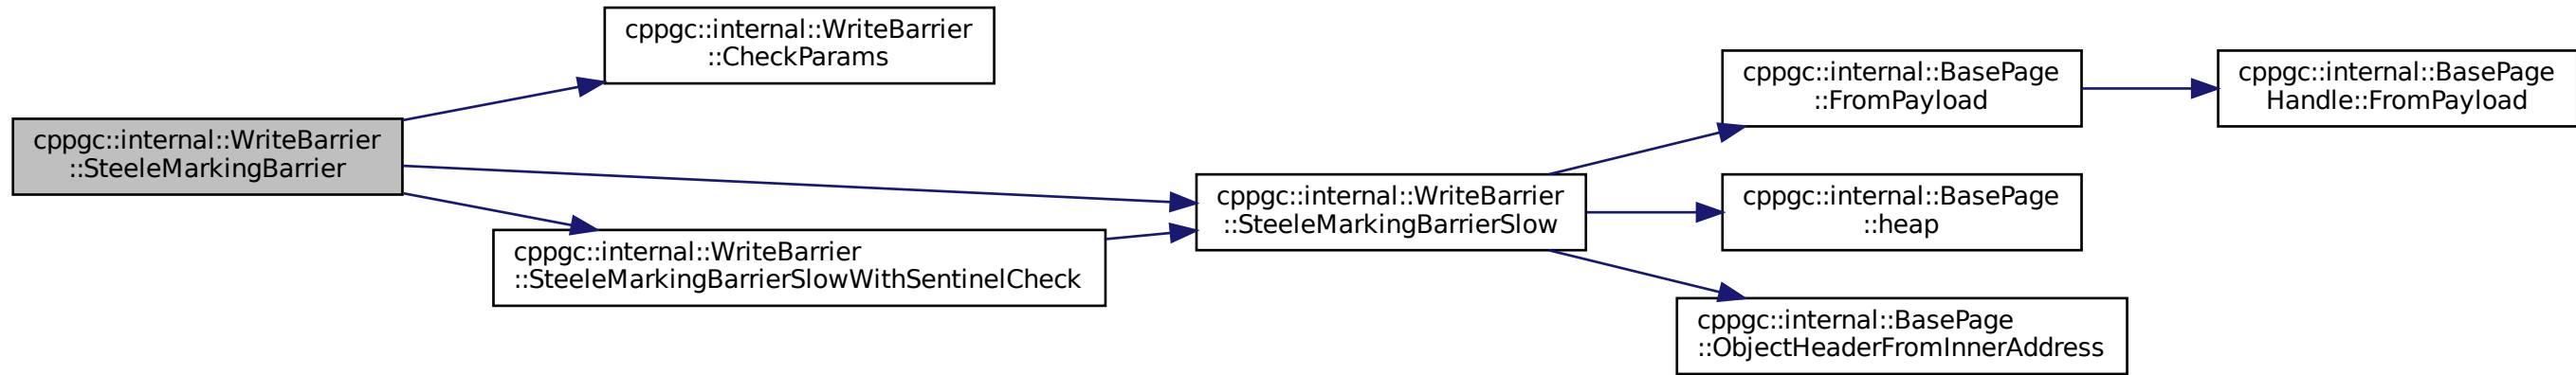 cppgc::internal::WriteBarrier
::SteeleMarkingBarrier
cppgc::internal::WriteBarrier
::CheckParams
cppgc::internal::WriteBarrier
::SteeleMarkingBarrierSlowWithSentinelCheck
cppgc::internal::WriteBarrier
::SteeleMarkingBarrierSlow
cppgc::internal::BasePage
::FromPayload
cppgc::internal::BasePage
::heap
cppgc::internal::BasePage
::ObjectHeaderFromInnerAddress
cppgc::internal::BasePage
Handle::FromPayload